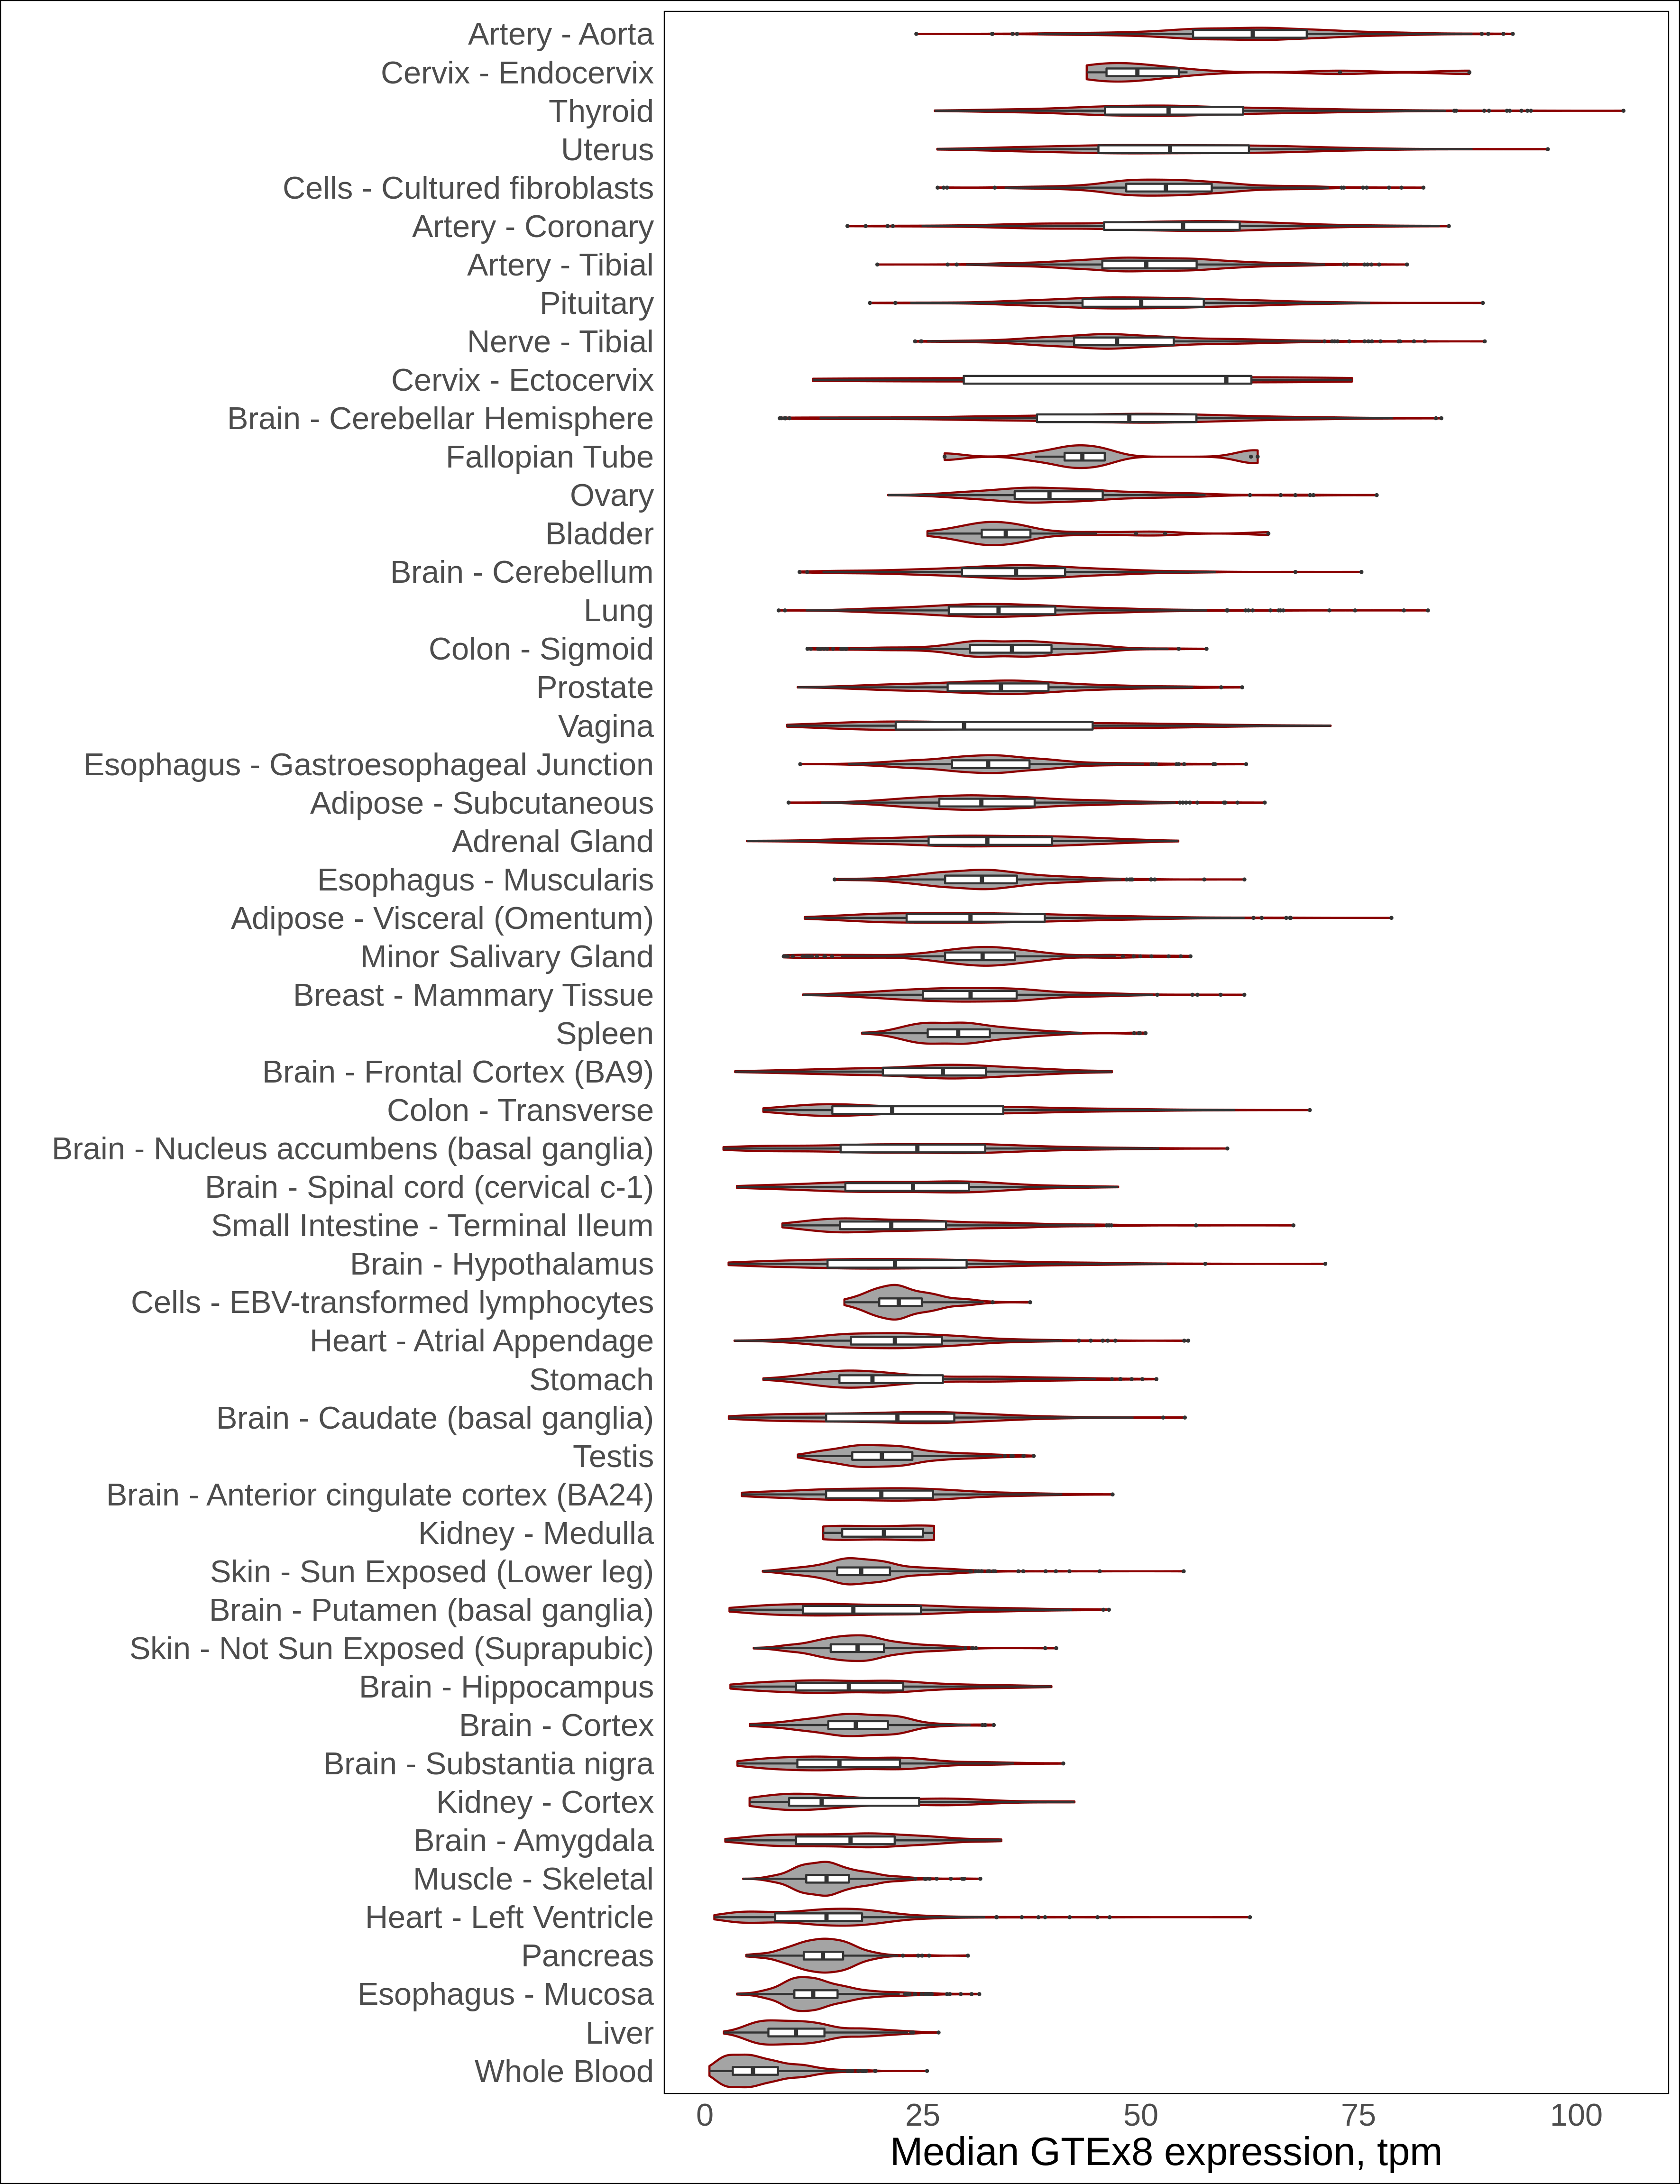 Artery - Aorta
Cervix - Endocervix
Thyroid
Uterus
Cells - Cultured fibroblasts
Artery - Coronary
Artery - Tibial
Pituitary
Nerve - Tibial
Cervix - Ectocervix
Brain - Cerebellar Hemisphere
Fallopian Tube
Ovary
Bladder
Brain - Cerebellum
Lung
Colon - Sigmoid
Prostate
Vagina
Esophagus - Gastroesophageal Junction
Adipose - Subcutaneous
Adrenal Gland
Esophagus - Muscularis
Adipose - Visceral (Omentum)
Minor Salivary Gland
Breast - Mammary Tissue
Spleen
Brain - Frontal Cortex (BA9)
Colon - Transverse
Brain - Nucleus accumbens (basal ganglia)
Brain - Spinal cord (cervical c-1)
Small Intestine - Terminal Ileum
Brain - Hypothalamus
Cells - EBV-transformed lymphocytes
Heart - Atrial Appendage
Stomach
Brain - Caudate (basal ganglia)
Testis
Brain - Anterior cingulate cortex (BA24)
Kidney - Medulla
Skin - Sun Exposed (Lower leg)
Brain - Putamen (basal ganglia)
Skin - Not Sun Exposed (Suprapubic)
Brain - Hippocampus
Brain - Cortex
Brain - Substantia nigra
Kidney - Cortex
Brain - Amygdala
Muscle - Skeletal
Heart - Left Ventricle
Pancreas
Esophagus - Mucosa
Liver
Whole Blood
0 25 50 75 100
Median GTEx8 expression, tpm